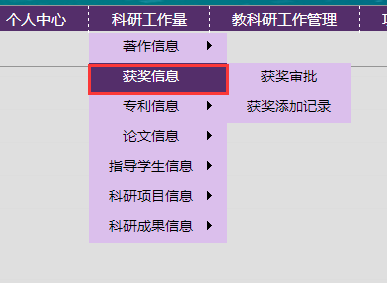 个人中心 科研工作量 教科研工作管理
著作信息
获奖信息 获奖审批
专利信息 获奖添加记录
论文信息
指导学生信息
科研项目信息
科研成果信息